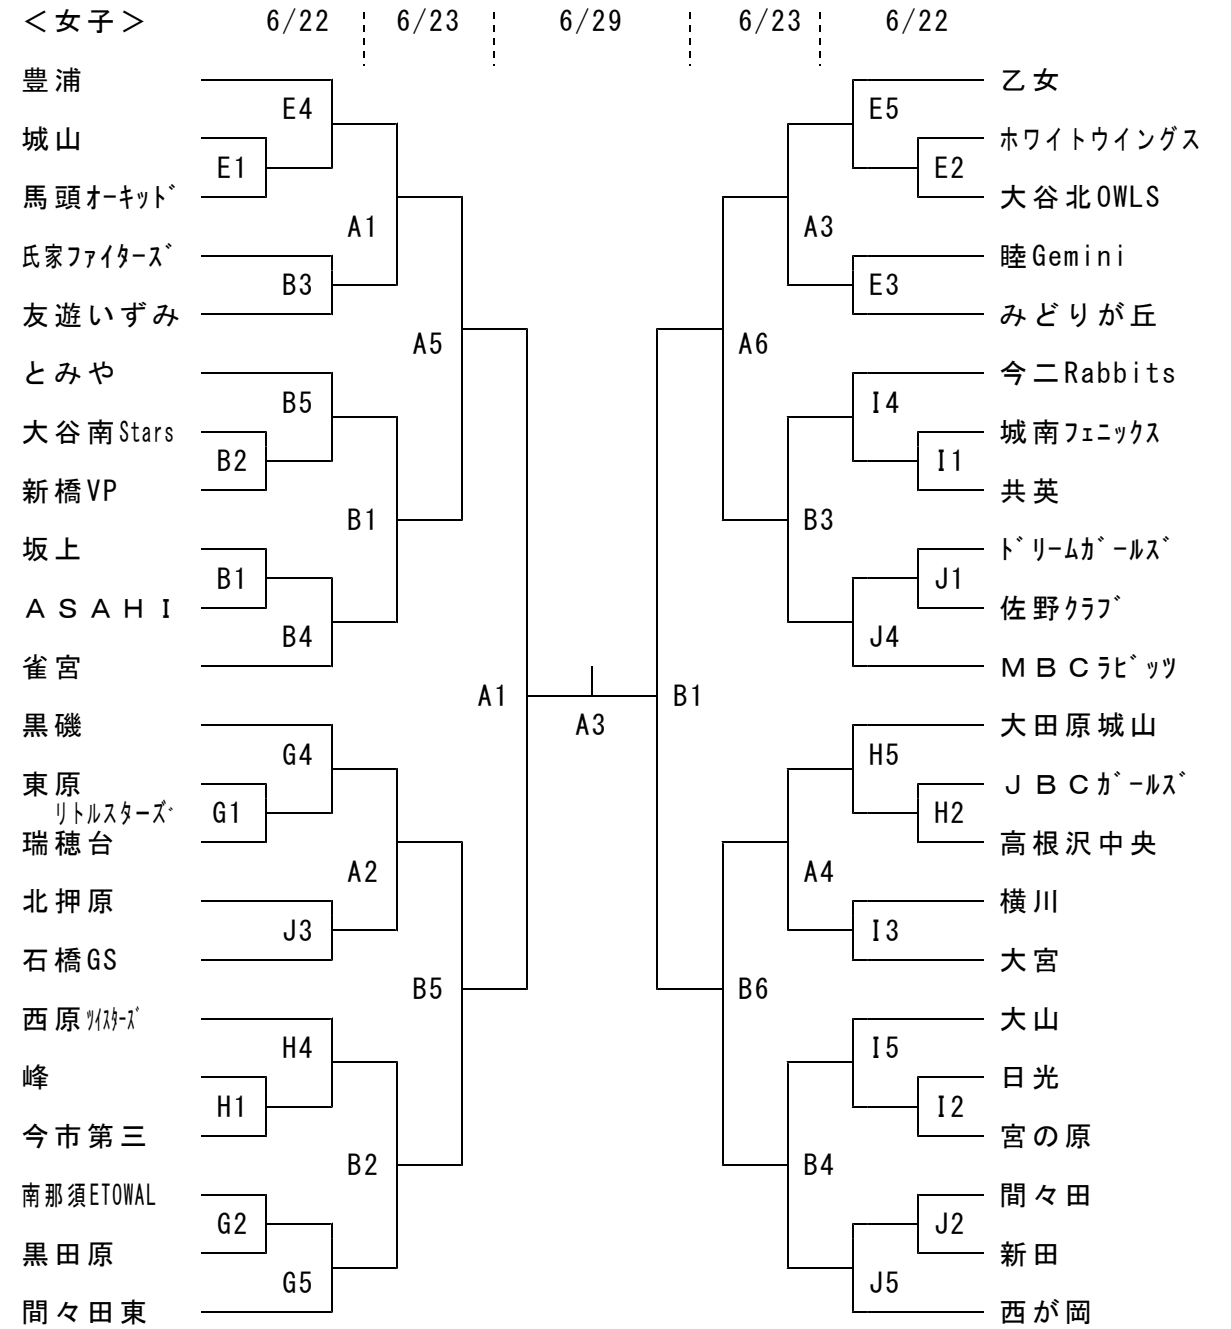 ＜女子＞ 6/22 6/23 6/29 6/23 6/22
豊浦 乙女
E4 E5
城山 ホワイトウイングス
E1 E2
馬頭ｵｰｷｯﾄﾞ 大谷北OWLS
A1 A3
氏家ファイターズ 睦Gemini
B3 E3
友遊いずみ みどりが丘
A5 A6
とみや 今二Rabbits
B5 I4
大谷南Stars 城南フェニックス
B2 I1
新橋VP 共英
B1 B3
坂上 ﾄﾞﾘｰﾑｶﾞｰﾙｽﾞ
B1 J1
ＡＳＡＨＩ 佐野ｸﾗﾌﾞ
B4 J4
雀宮 ＭＢＣﾗﾋﾞｯﾂ
A1 B1
黒磯 A3 大田原城山
G4 H5
東原 ＪＢＣｶﾞｰﾙｽﾞ
リトルスターズ G1 H2
瑞穂台 高根沢中央
A2 A4
北押原 横川
J3 I3
石橋GS 大宮
B5 B6
西原ﾂｲｽﾀｰｽﾞ 大山
H4 I5
峰 日光
H1 I2
今市第三 宮の原
B2 B4
南那須ETOWAL 間々田
G2 J2
黒田原 新田
G5 J5
間々田東 西が岡